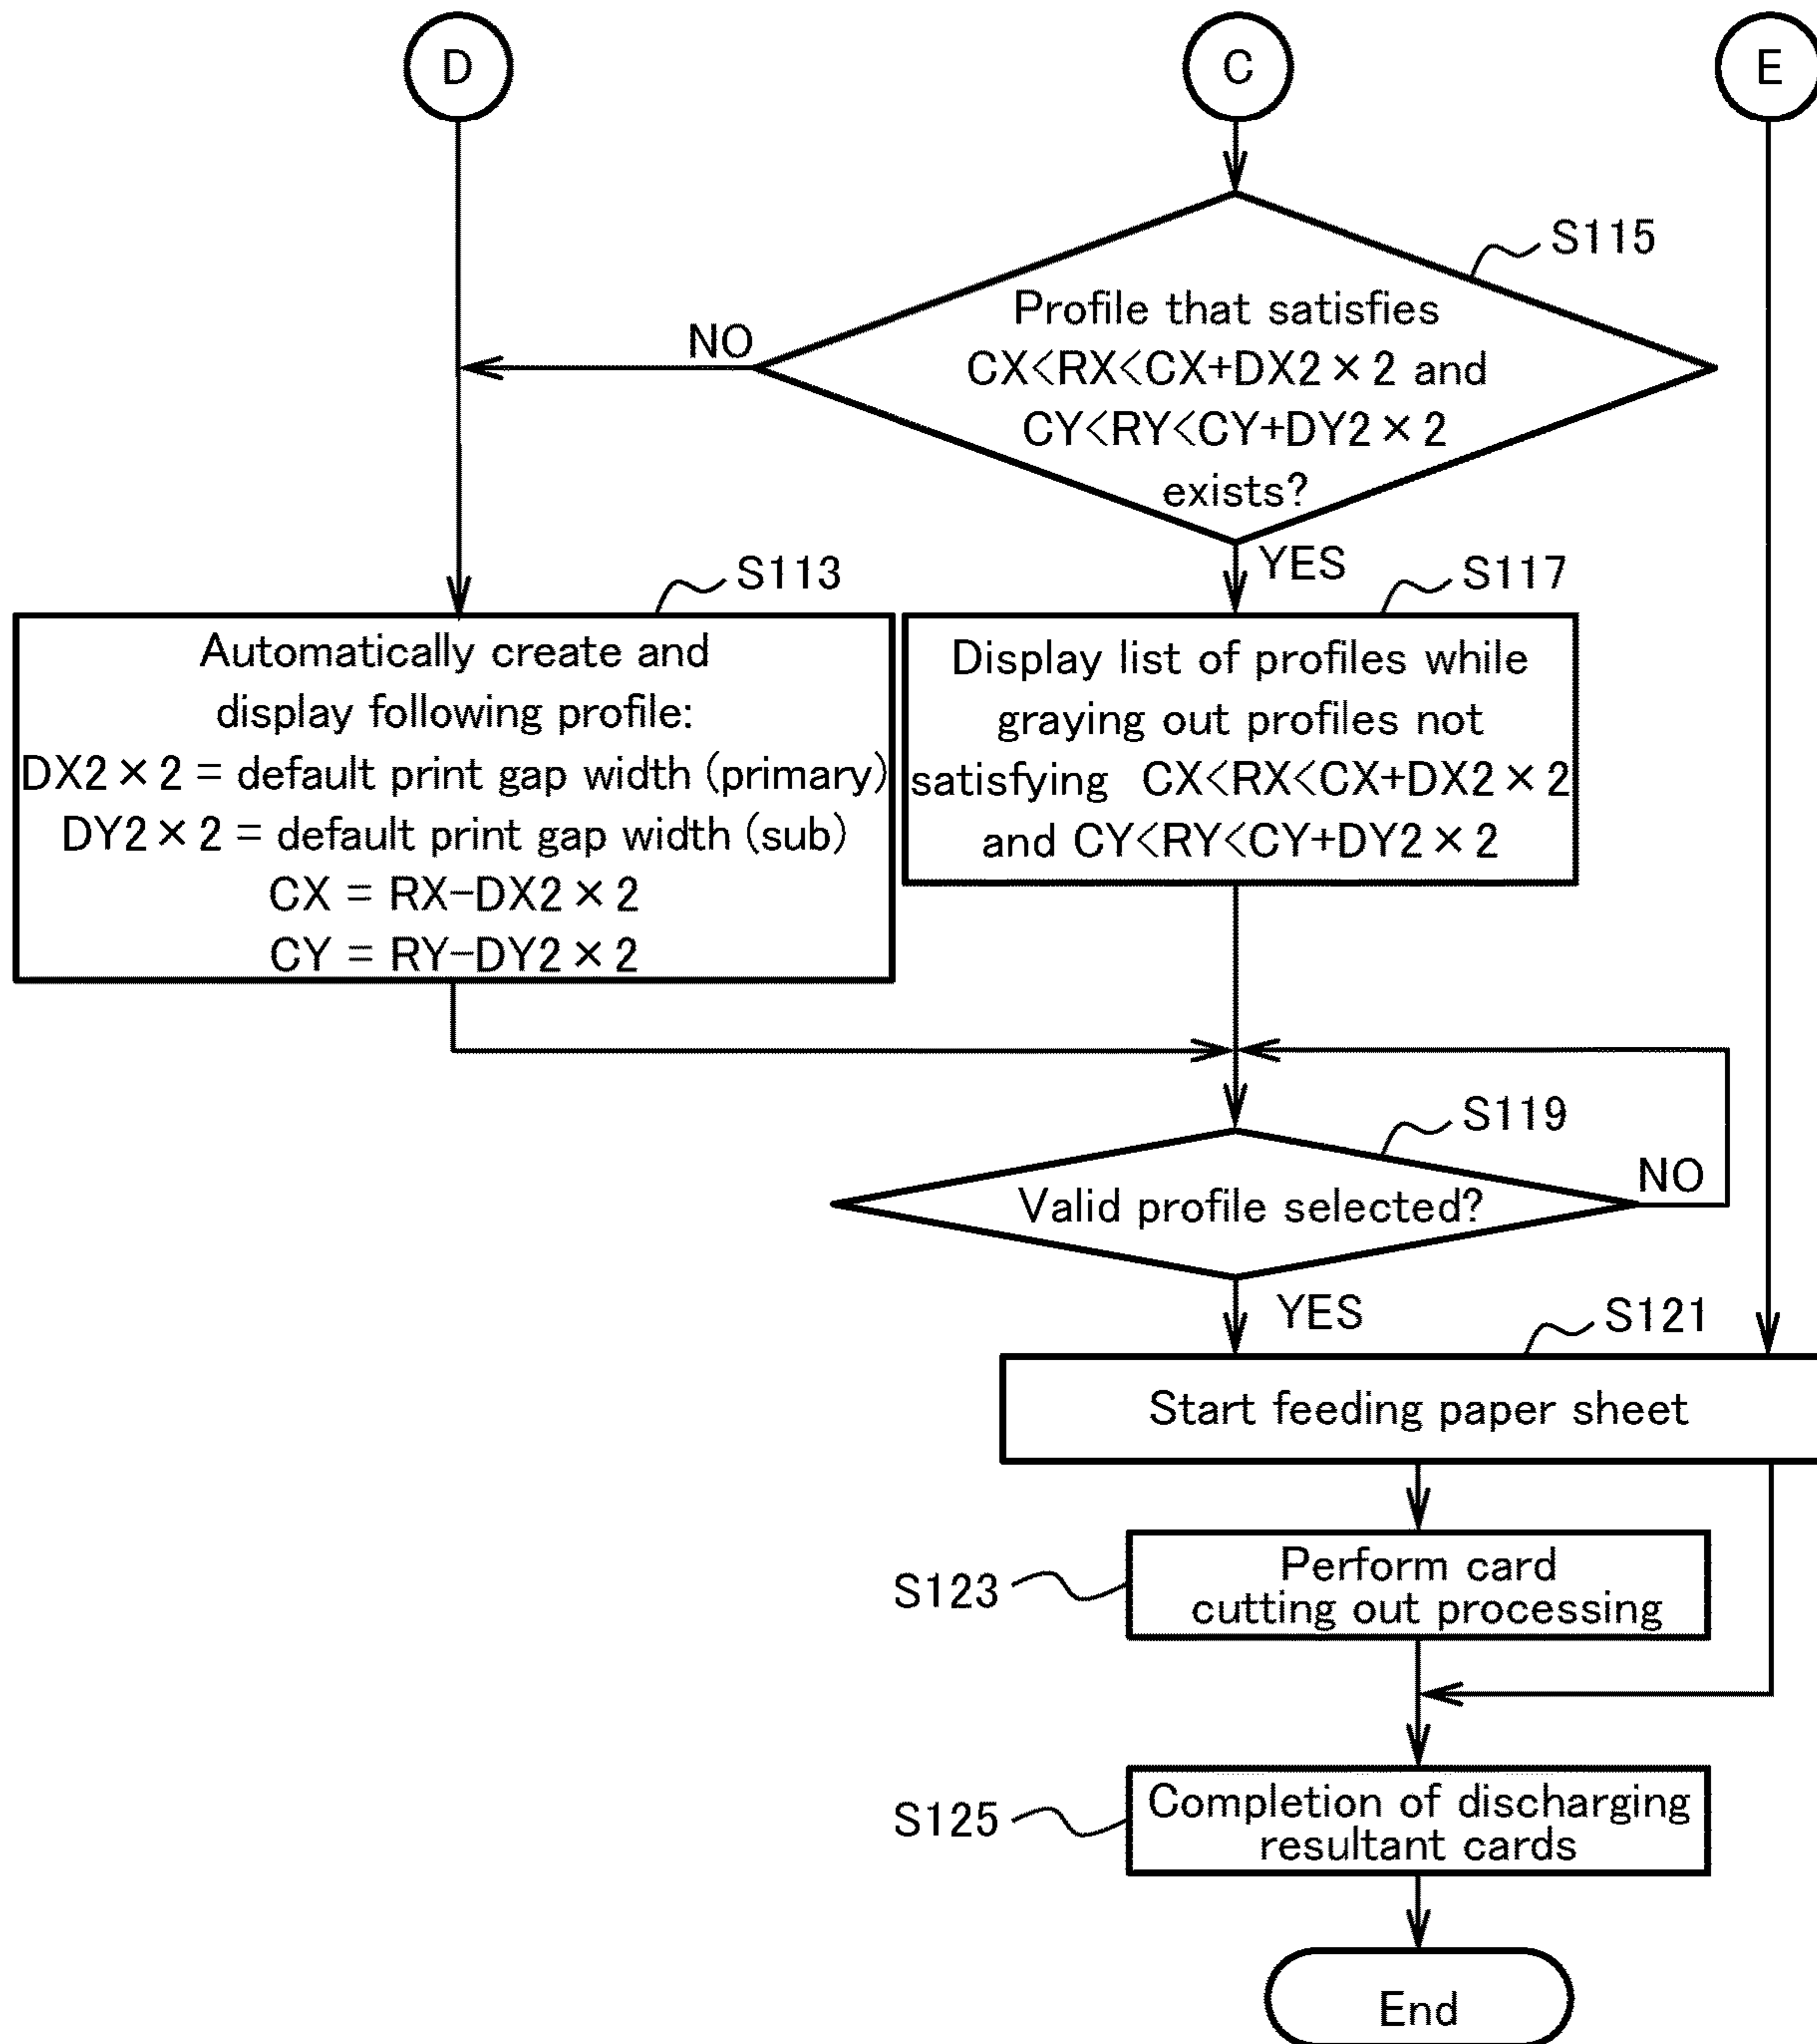 D
C
E
S115
Profile that satisfies
CX<RX<CX+DX2×2 and
CY<RY<CY+DY2×2
exists?
NO
YES
S113
Automatically create and
display following profile:
DX2×2 = default print gap width (primary)
DY2×2 = default print gap width (sub)
CX = RX-DX2×2
CY = RY-DY2×2
S117
Display list of profiles while
graying out profiles not
satisfying CX<RX<CX+DX2×2
and CY<RY<CY+DY2×2
S119
Valid profile selected?
NO
YES
S121
Start feeding paper sheet
S123
Perform card
cutting out processing
S125
Completion of discharging
resultant cards
End